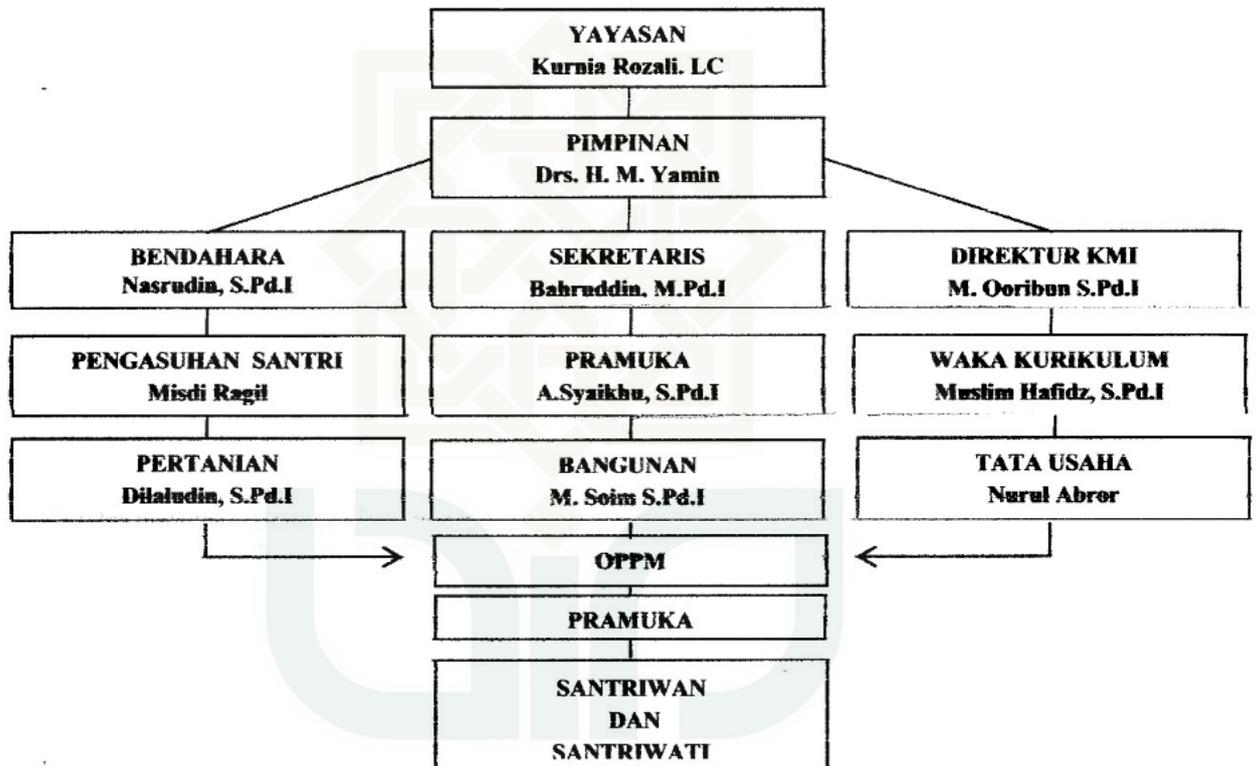 YAYASAN
Kurnia Rozali. LC
PIMPINAN
Drs. H. M. Yamin
BENDAHARA
Nasrudin, S.Pd.I
SEKRETARIS
Bahruddin, M.Pd.I
DIREKTUR KMI
M. Qoribun S.Pd.I
PENGASUHAN SANTRI
Misdi Ragil
PRAMUKA
A.Syaikhu, S.Pd.I
WAKA KURIKULUM
Muslim Hafidz, S.Pd.I
PERTANIAN
Dilaludin, S.Pd.I
BANGUNAN
M. Soim S.Pd.I
TATA USAHA
Nurul Abror
OPPM
PRAMUKA
SANTRIWAN
DAN
SANTRIWATI